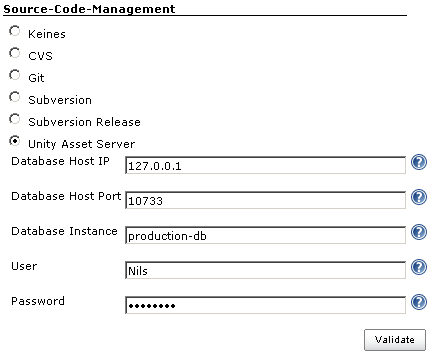 Source-Code-Management
Keines
CVS
Git
Subversion
Subversion Release
Unity Asset Server
Database Host IP 127.0.0.1
Database Host Port 10733
Database Instance production-db
User Nils
Password ••••••••
Validate